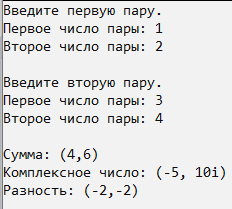 Введите первую пару.
Первое число пары: 1
Второе число пары: 2
Введите вторую пару.
Первое число пары: 3
Второе число пары: 4
Сумма: (4,6)
Комплексное число: (-5, 10i)
Разность: (-2,-2)